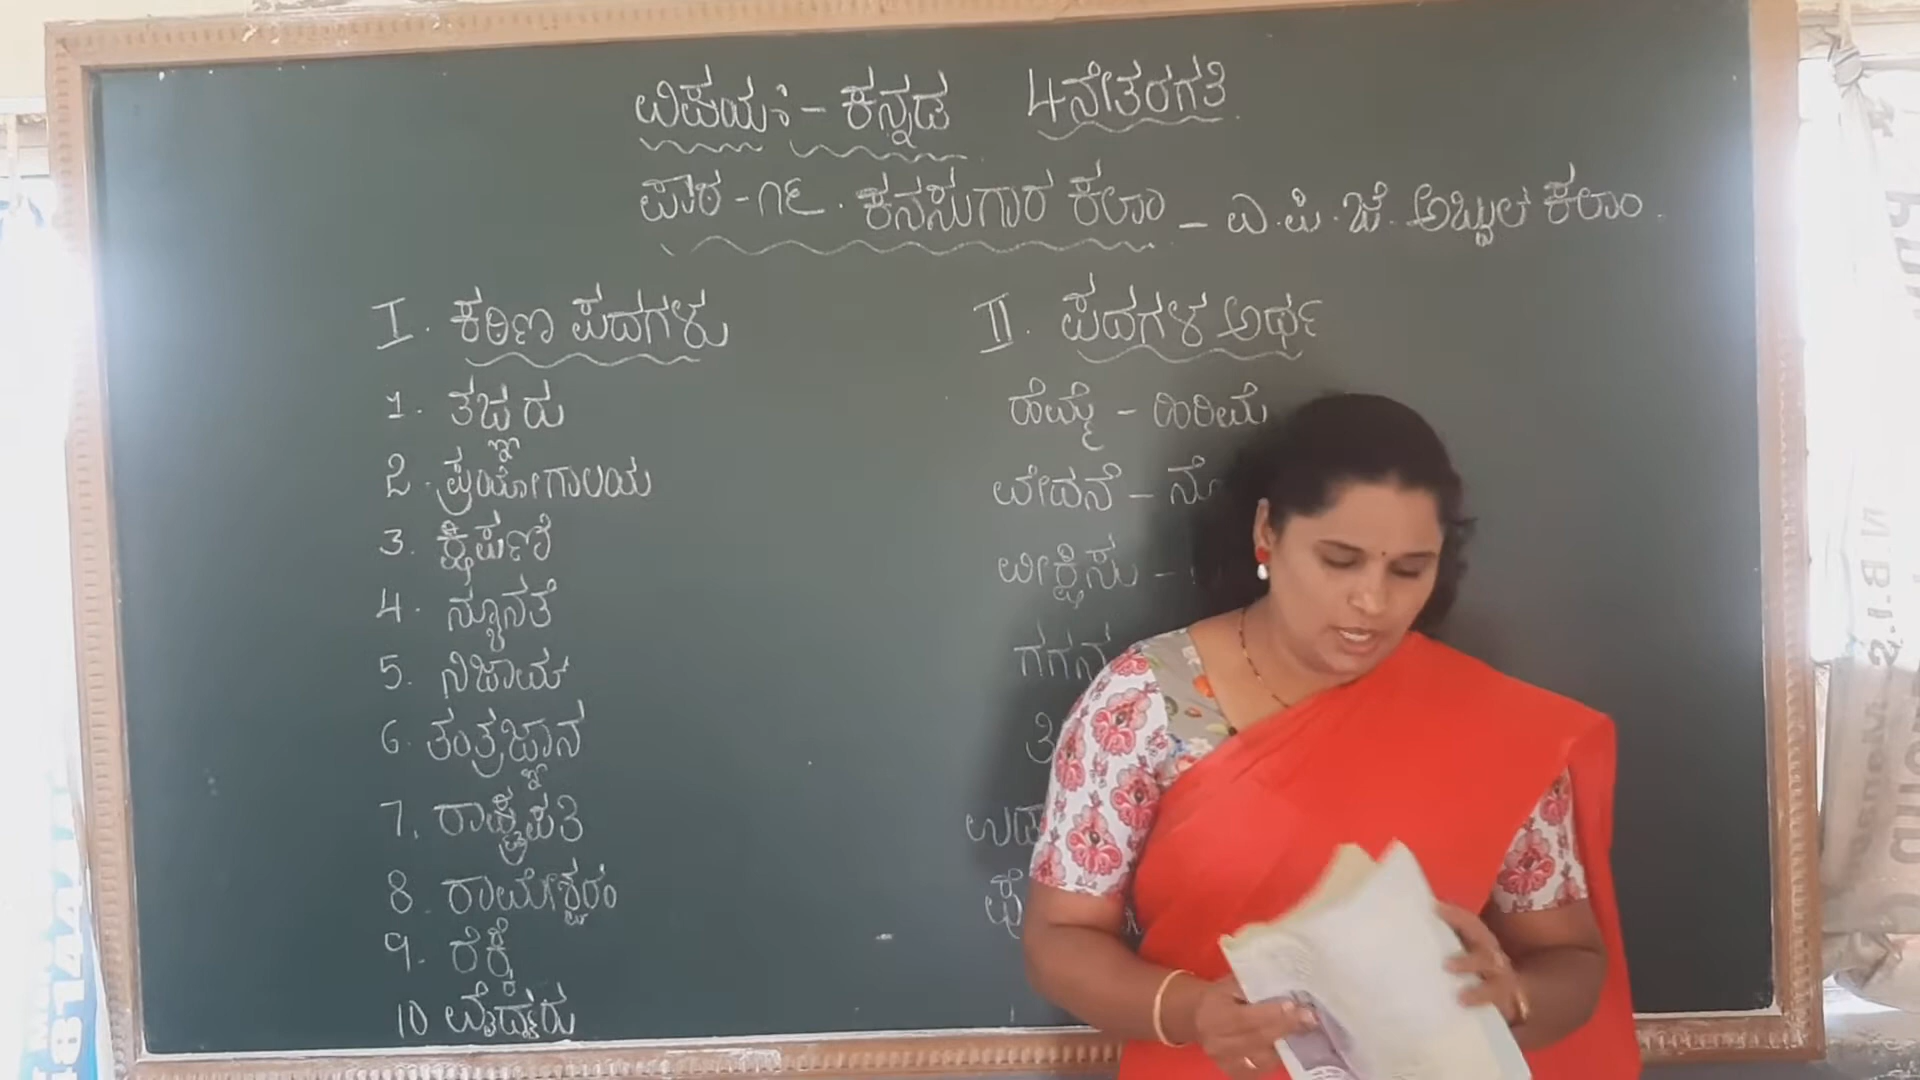 ವಿಷಯ :- ಕನ್ನಡ 4ನೇತರಗತಿ
ಪಾಠ - ೧೬. ಕನಸುಗಾರ ಕಲಾಂ - ಎ.ಪಿ.ಜೆ. ಅಬ್ದುಲ್ ಕಲಾಂ.
I. ಕಠಿಣ ಪದಗಳು
1. ತಜ್ಞರು
2. ಪ್ರಯೋಗಾಲಯ
3. ಕ್ಷಿಪಣಿ
4. ನ್ಯೂನತೆ
5. ನಿಜಾಮ್
6. ತಂತ್ರಜ್ಞಾನ
7. ರಾಷ್ಟ್ರಪತಿ
8. ರಾಮೇಶ್ವರಂ
9. ರೆಕ್ಕೆ
10 ವೈದ್ಯರು
II. ಪದಗಳ ಅರ್ಥ
ಹೆಮ್ಮೆ - ಹಿರಿಮೆ
ವೇದನೆ -
ವೀಕ್ಷಿಸು -
ಗಗನ